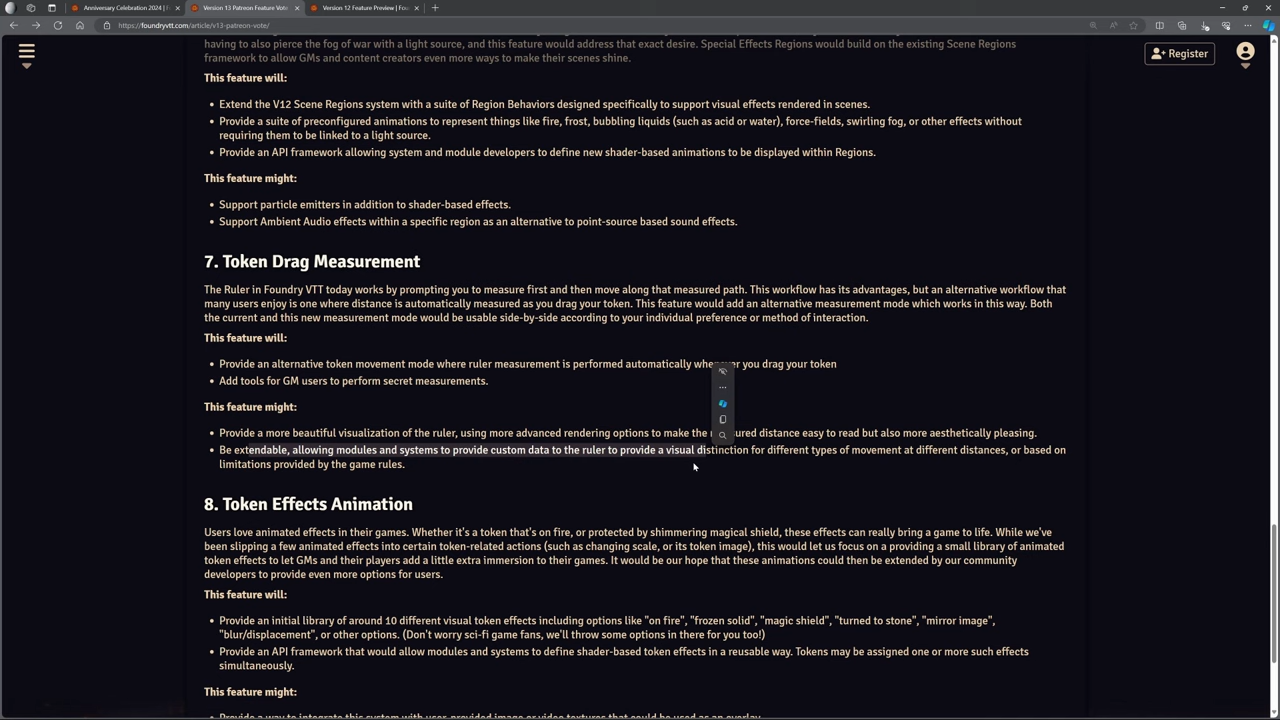 Anniversary Celebration 2024 | F
Version 13 Patreon Feature Vote
Version 12 Feature Preview | Fou
https://foundryvtt.com/article/v13-patreon-vote/
Register
having to also pierce the fog of war with a light source, and this feature would address that exact desire. Special Effects Regions would build on the existing Scene Regions
framework to allow GMs and content creators even more ways to make their scenes shine.
This feature will:
• Extend the V12 Scene Regions system with a suite of Region Behaviors designed specifically to support visual effects rendered in scenes.
• Provide a suite of preconfigured animations to represent things like fire, frost, bubbling liquids (such as acid or water), force-fields, swirling fog, or other effects without
requiring them to be linked to a light source.
• Provide an API framework allowing system and module developers to define new shader-based animations to be displayed within Regions.
This feature might:
• Support particle emitters in addition to shader-based effects.
• Support Ambient Audio effects within a specific region as an alternative to point-source based sound effects.
7. Token Drag Measurement
The Ruler in Foundry VTT today works by prompting you to measure first and then move along that measured path. This workflow has its advantages, but an alternative workflow that
many users enjoy is one where distance is automatically measured as you drag your token. This feature would add an alternative measurement mode which works in this way. Both
the current and this new measurement mode would be usable side-by-side according to your individual preference or method of interaction.
This feature will:
• Provide an alternative token movement mode where ruler measurement is performed automatically whenever you drag your token
• Add tools for GM users to perform secret measurements.
This feature might:
• Provide a more beautiful visualization of the ruler, using more advanced rendering options to make the measured distance easy to read but also more aesthetically pleasing.
• Be extendable, allowing modules and systems to provide custom data to the ruler to provide a visual distinction for different types of movement at different distances, or based on
limitations provided by the game rules.
8. Token Effects Animation
Users love animated effects in their games. Whether it's a token that's on fire, or protected by shimmering magical shield, these effects can really bring a game to life. While we've
been slipping a few animated effects into certain token-related actions (such as changing scale, or its token image), this would let us focus on a providing a small library of animated
token effects to let GMs and their players add a little extra immersion to their games. It would be our hope that these animations could then be extended by our community
developers to provide even more options for users.
This feature will:
• Provide an initial library of around 10 different visual token effects including options like "on fire", "frozen solid", "magic shield", "turned to stone", "mirror image",
"blur/displacement", or other options. (Don't worry sci-fi game fans, we'll throw some options in there for you too!)
• Provide an API framework that would allow modules and systems to define shader-based token effects in a reusable way. Tokens may be assigned one or more such effects
simultaneously.
This feature might:
• Provide a way to integrate this system with user-provided image or video textures that could be used as an overlay.